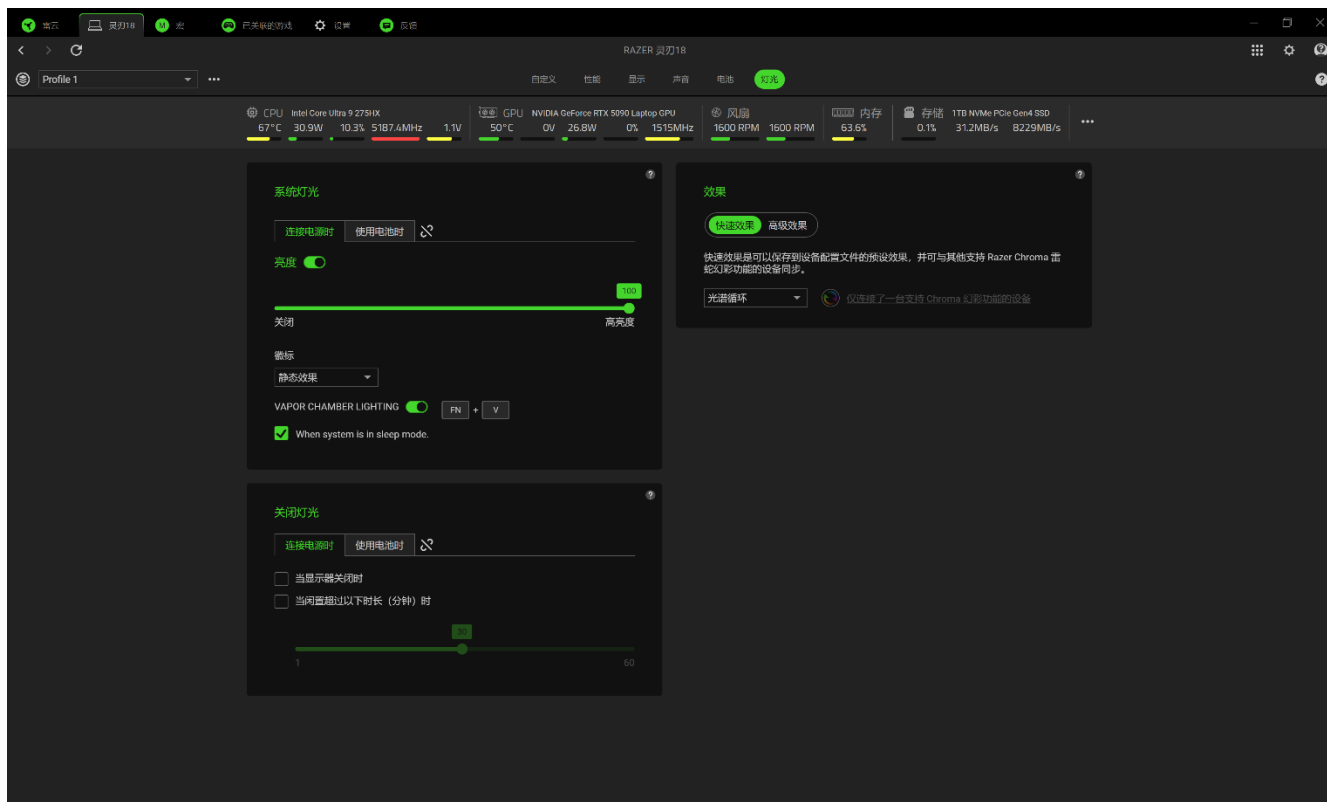 雷云 灵刃18 宏 已关联的游戏 设置 反馈
RAZER 灵刃18
Profile 1
自定义 性能 显示 声音 电池 灯光
CPU Intel Core Ultra 9 275HX GPU NVIDIA GeForce RTX 5090 Laptop GPU 风扇 内存 存储 1TB NVMe PCIe Gen4 SSD
67°C 30.9W 10.3% 5187.4MHz 1.1V 50°C 0V 26.8W 0% 1515MHz 1600 RPM 1600 RPM 63.6% 0.1% 31.2MB/s 8229MB/s
系统灯光
连接电源时 使用电池时
亮度
100
关闭 高亮度
徽标
静态效果
VAPOR CHAMBER LIGHTING FN + V
When system is in sleep mode.
效果
快速效果 高级效果
快速效果是可以保存到设备配置文件的预设效果，并可与其他支持 Razer Chroma 雷
蛇幻彩功能的设备同步。
光谱循环 仅连接了一台支持 Chroma 幻彩功能的设备
关闭灯光
连接电源时 使用电池时
当显示器关闭时
当闲置超过以下时长（分钟）时
30
1 60